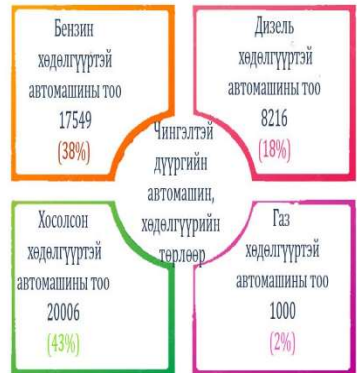 Бензин
хөдөлгүүртэй
автомашины тоо
17549
(38%)
Дизель
хөдөлгүүртэй
автомашины тоо
8216
(18%)
Чингэлтэй
дүүргийн
автомашин,
хөдөлгүүрийн
төрлөөр
Хосолсон
хөдөлгүүртэй
автомашины тоо
20006
(43%)
Газ
хөдөлгүүртэй
автомашины тоо
1000
(2%)